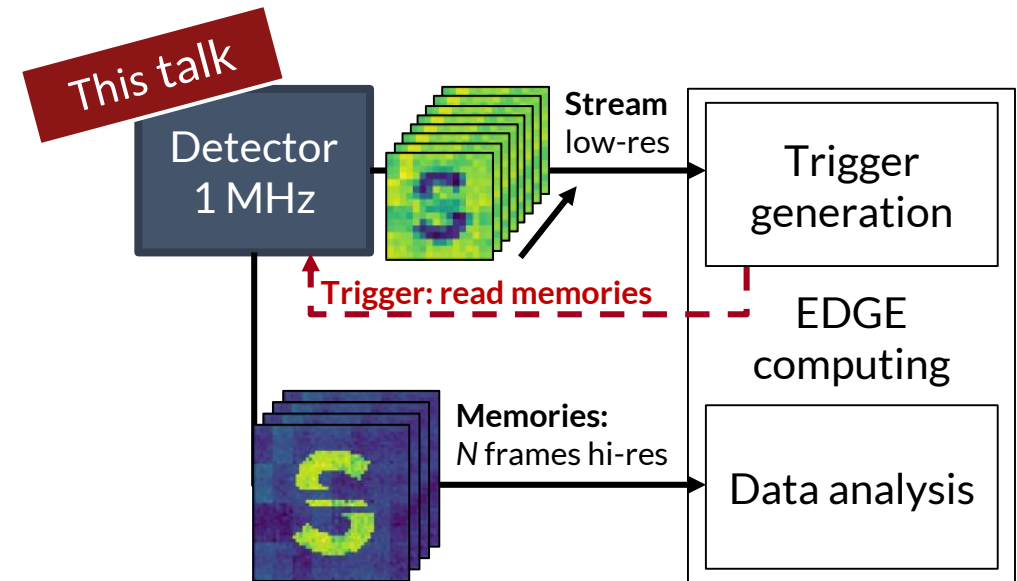 This talk
Detector
1 MHz
Stream
low-res
Trigger
generation
Trigger: read memories
EDGE
computing
Memories:
N frames hi-res
Data analysis
S
S